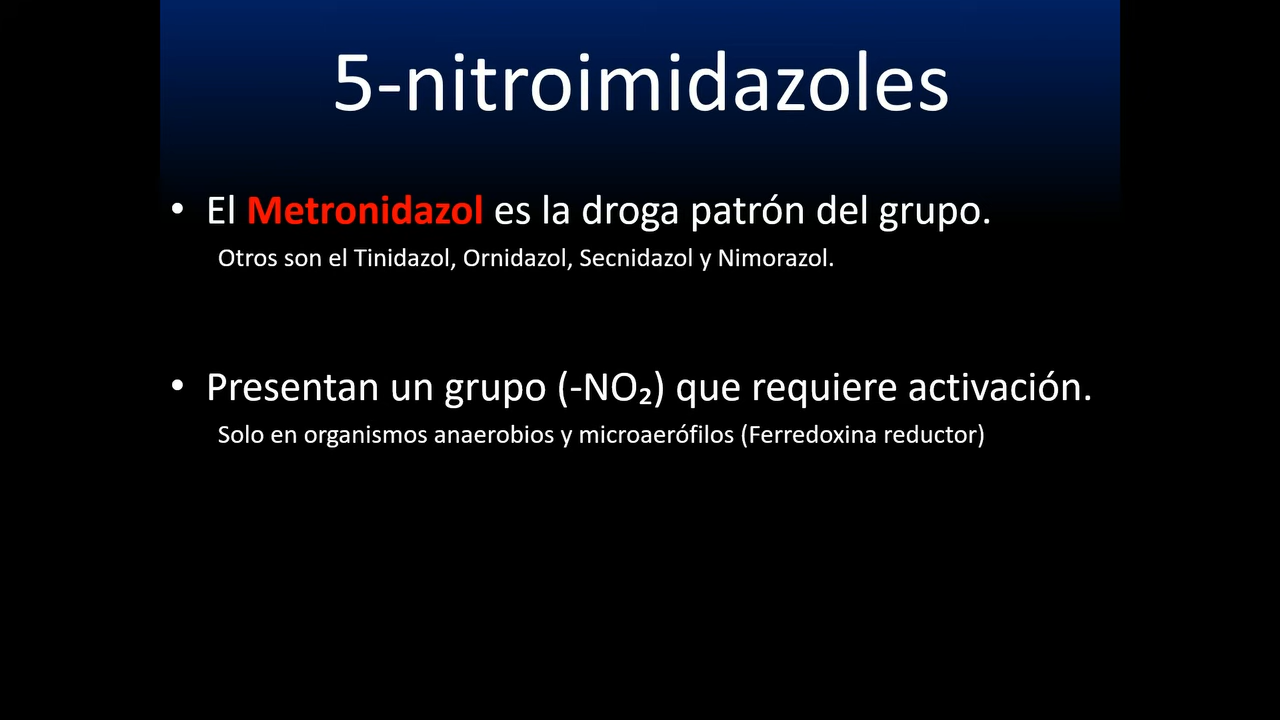 5-nitroimidazoles
• El Metronidazol es la droga patrón del grupo.
Otros son el Tinidazol, Ornidazol, Secnidazol y Nimorazol.
• Presentan un grupo (-NO₂) que requiere activación.
Solo en organismos anaerobios y microaerófilos (Ferredoxina reductor)